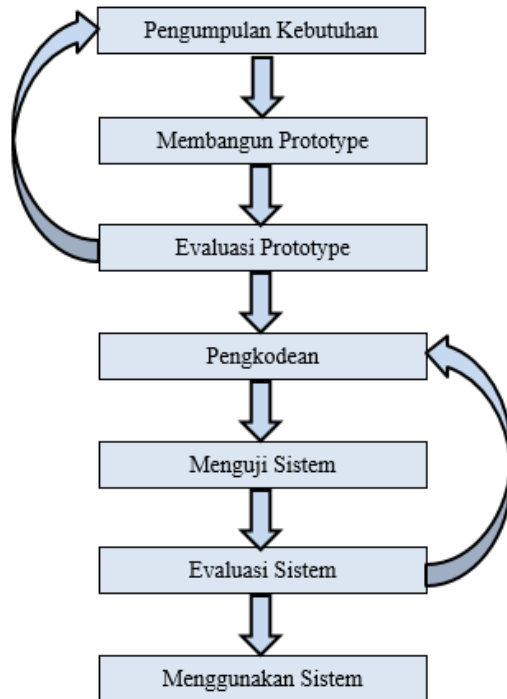 Pengumpulan Kebutuhan
Membangun Prototype
Evaluasi Prototype
Pengkodean
Menguji Sistem
Evaluasi Sistem
Menggunakan Sistem